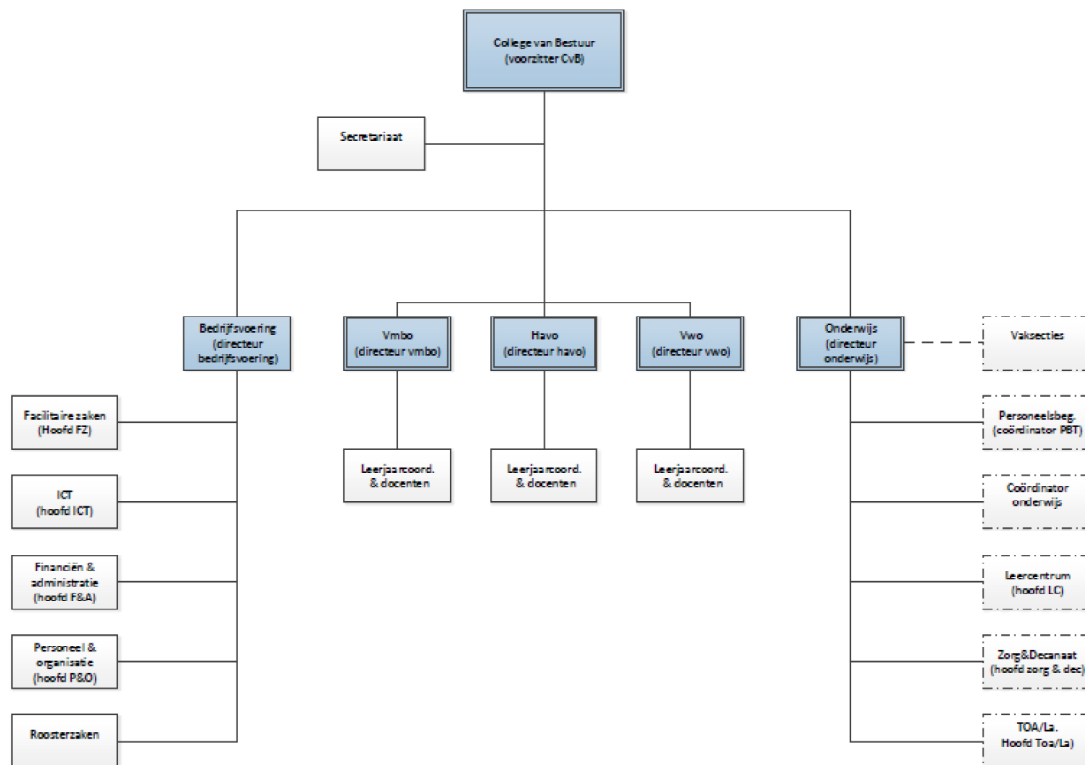 College van Bestuur
(voorzitter CvB)
Secretariaat
Bedrijfsvoering
(directeur
bedrijfsvoering)
Vmbo
(directeur vmbo)
Havo
(directeur havo)
Vwo
(directeur vwo)
Onderwijs
(directeur
onderwijs)
Vaksecties
Facilitaire zaken
(Hoofd FZ)
Personeelsbeg.
(coördinator PBT)
Leerjaarcoord.
& docenten
Leerjaarcoord.
& docenten
Leerjaarcoord.
& docenten
ICT
(hoofd ICT)
Coördinator
onderwijs
Financiën &
administratie
(hoofd F&A)
Leercentrum
(hoofd LC)
Personeel &
organisatie
(hoofd P&O)
Zorg&Decanaat
(hoofd zorg & dec)
Roosterzaken
TOA/La.
Hoofd Toa/La)